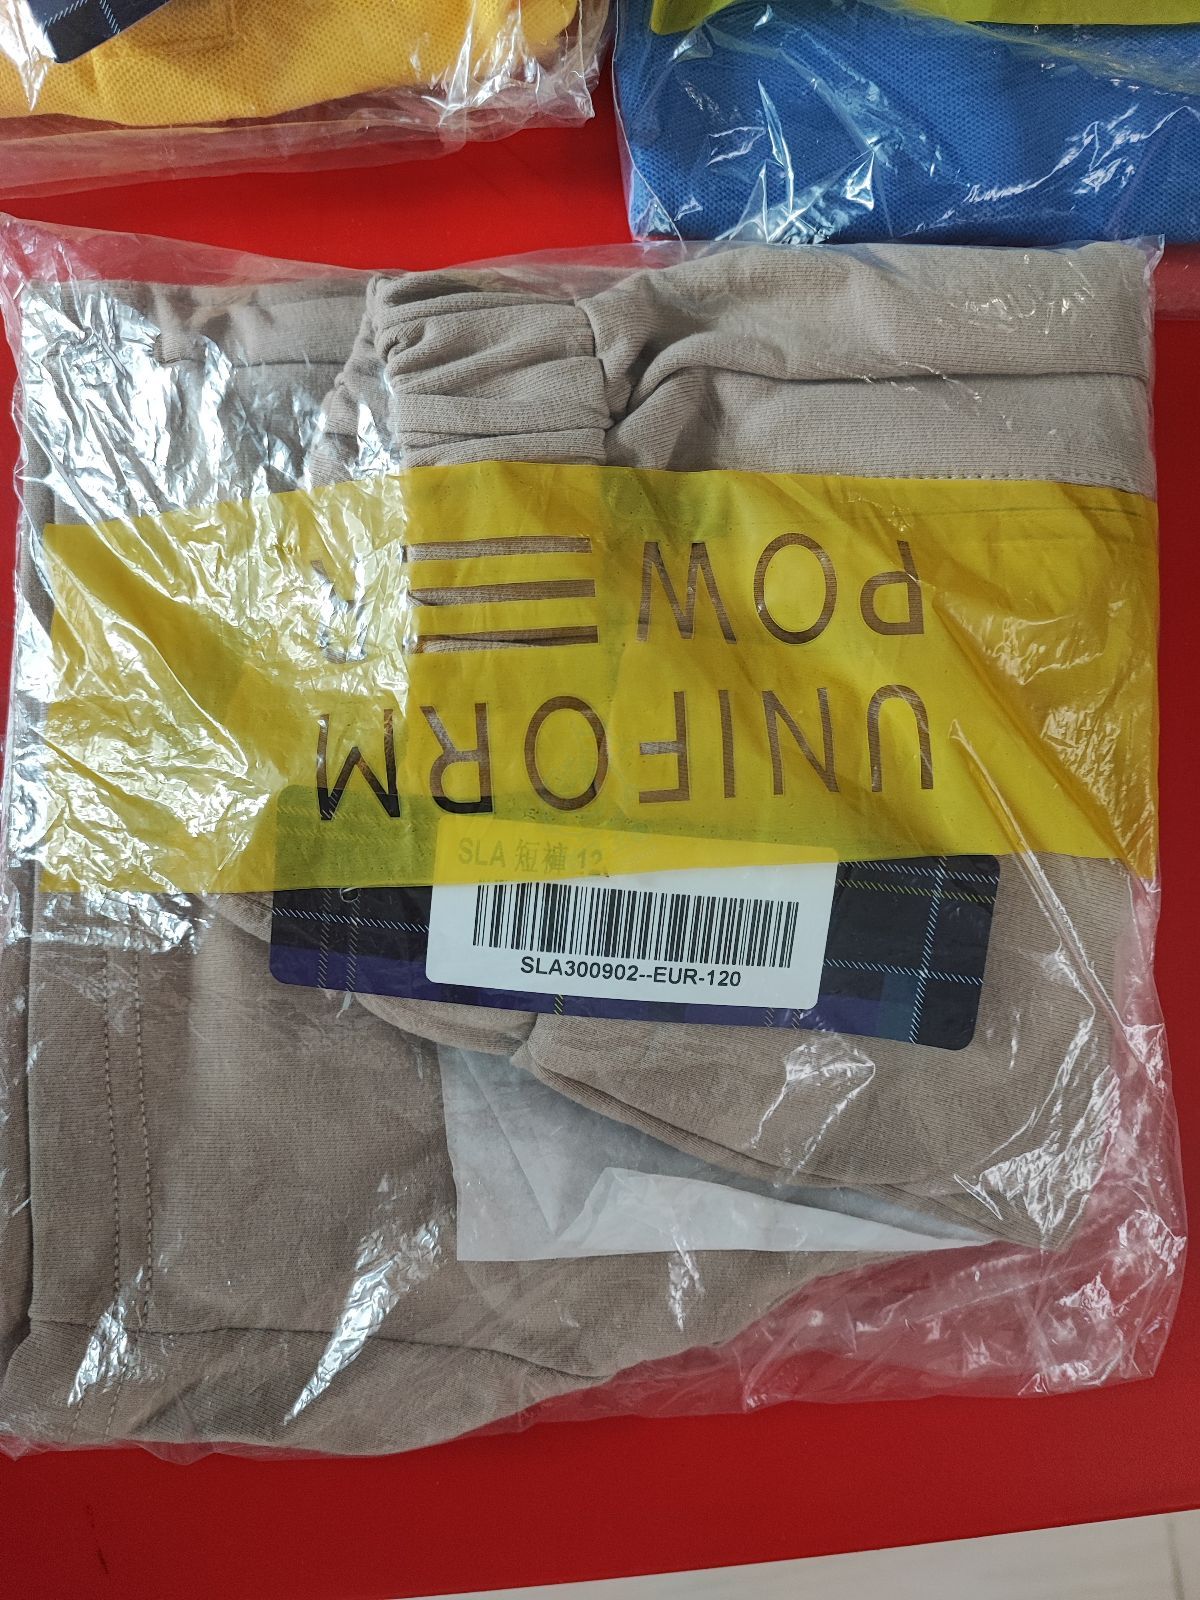 UNIFORM
POW R
SLA 短褲 12
SLA300902--EUR-120